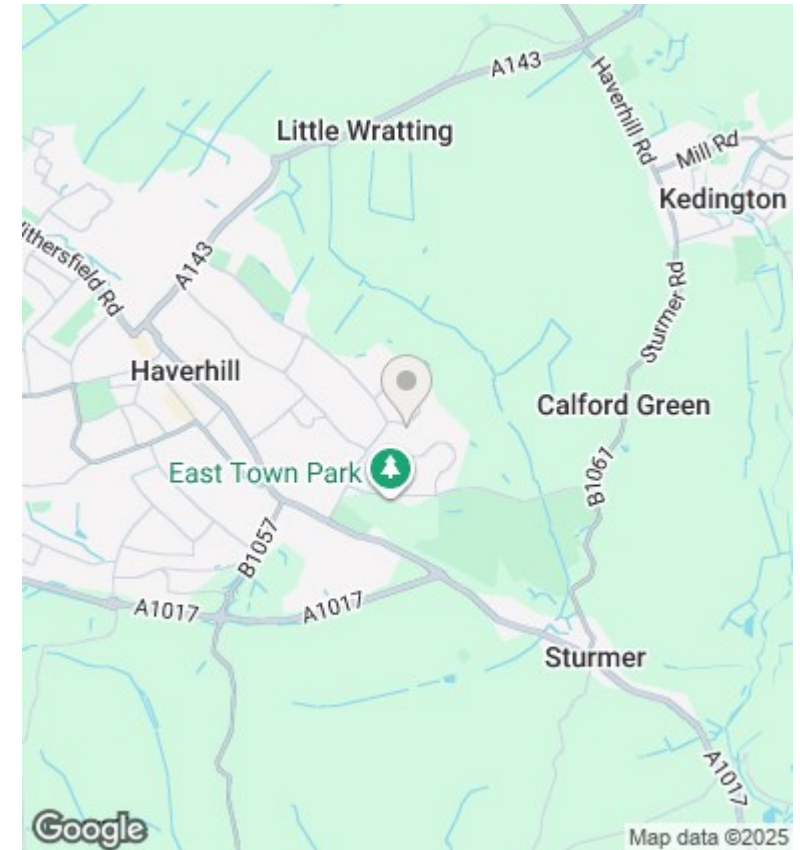 A143
Haverhill Rd
Little Wratting
Mill Rd
Kedington
ithersfield Rd
A143
Sturmer Rd
Haverhill
Calford Green
East Town Park
B1061
B1057
A1017
A1017
Sturmer
A1017
Google
Map data ©2025